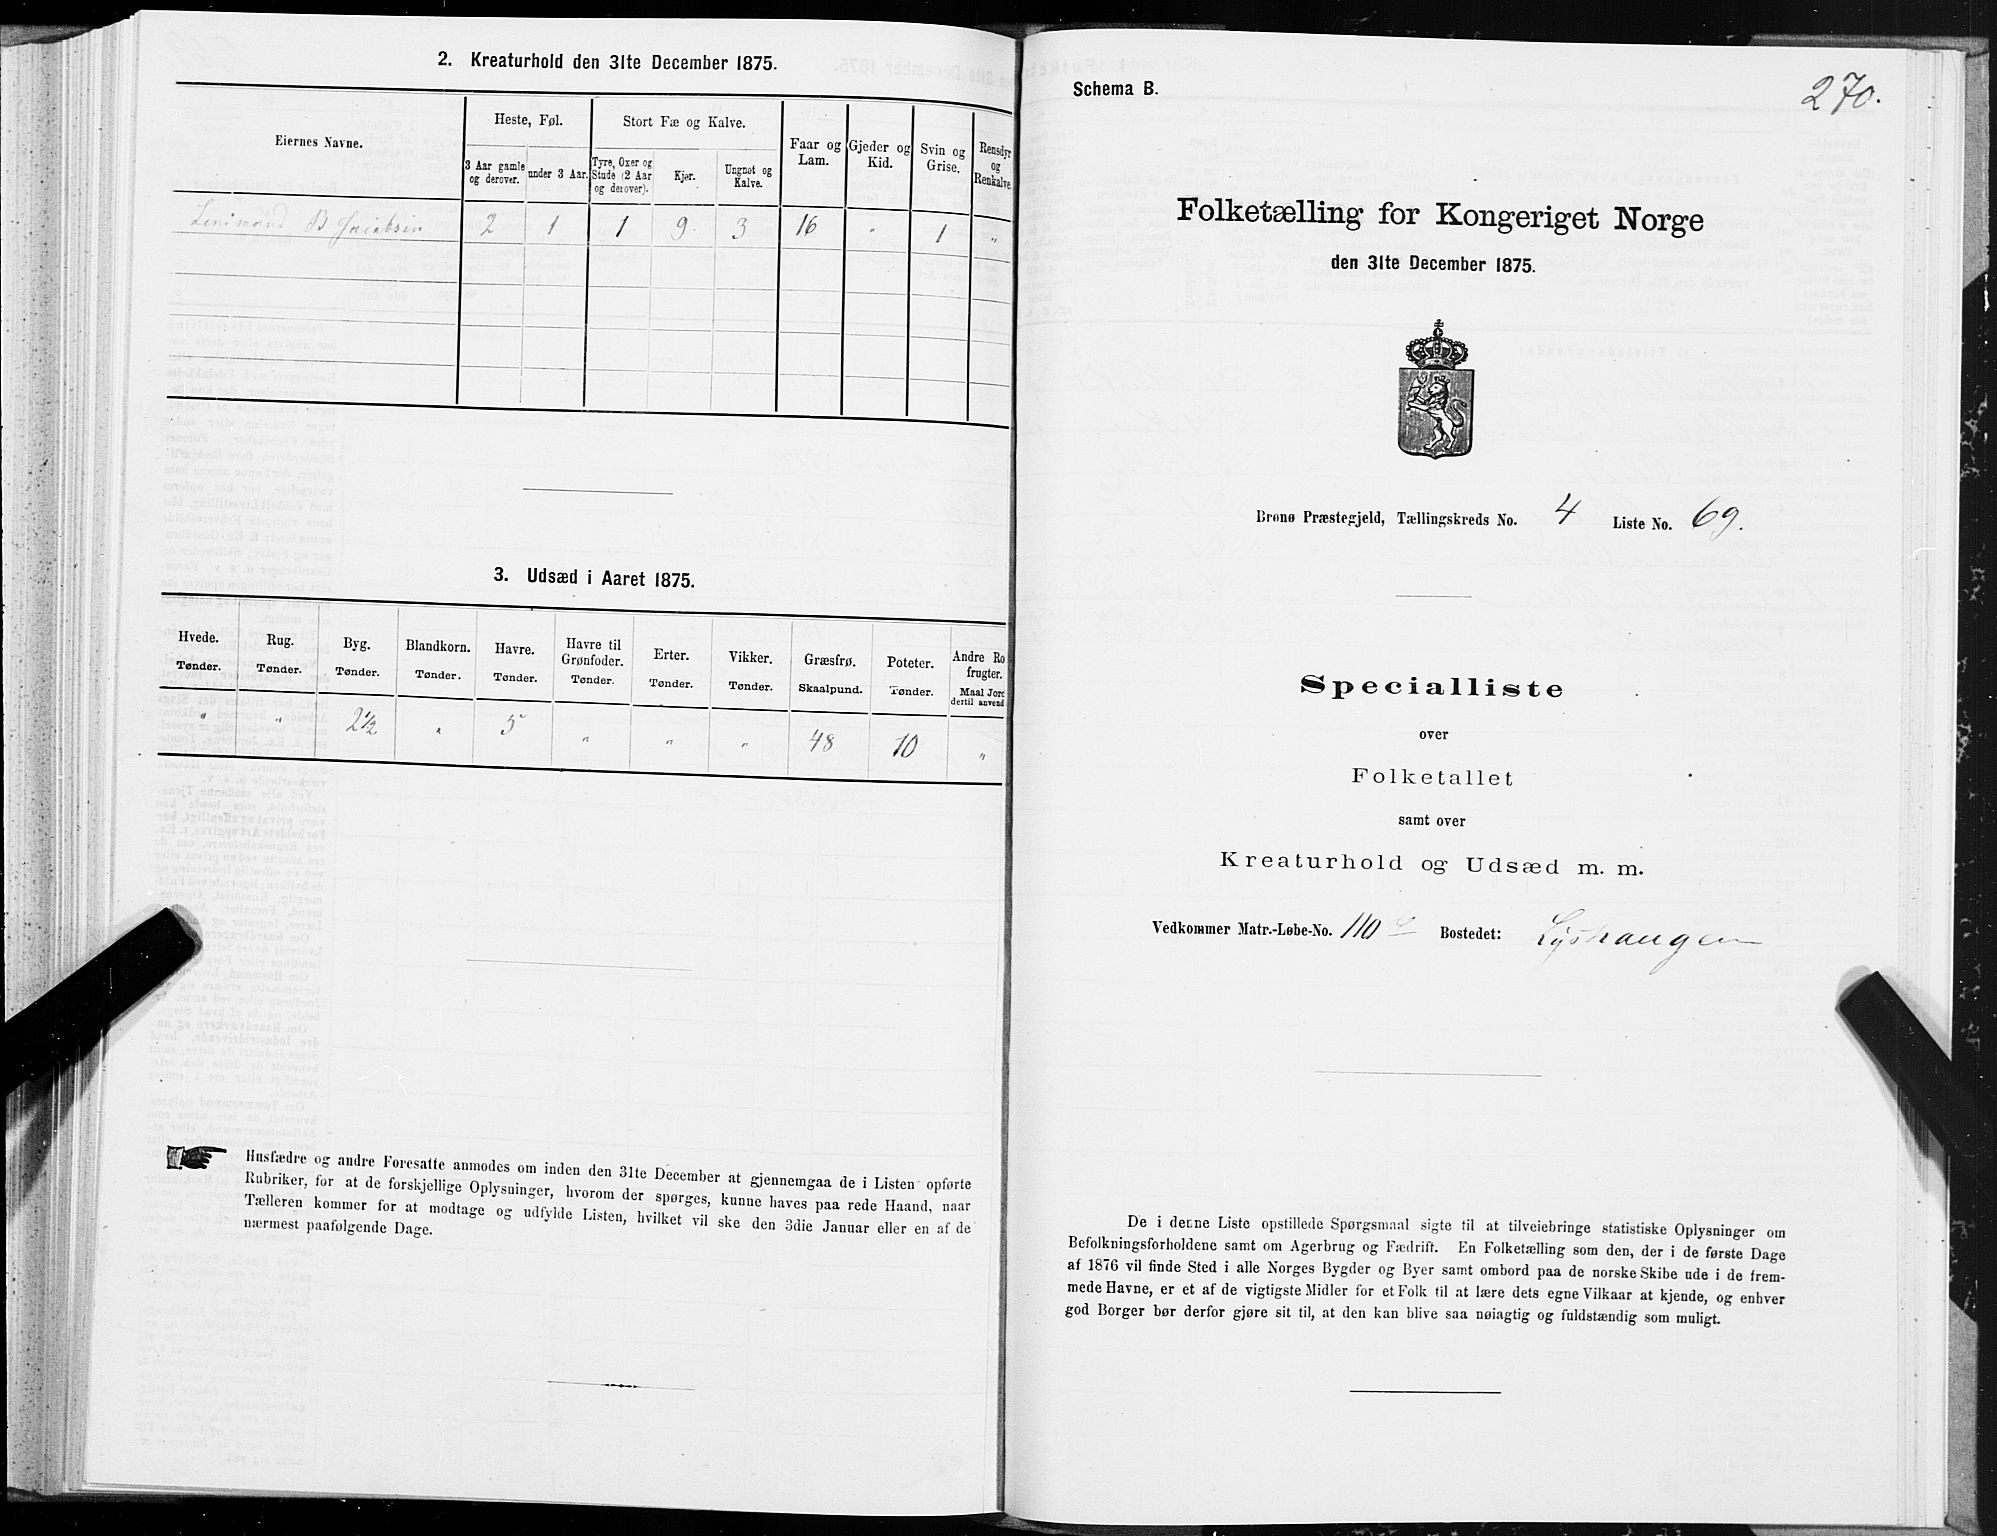 2. Kreaturhold den 31te December 1875.
Eiernes Navne.
Heste, Føl.
Stort Fæ og Kalve.
Faar og Lam.
Gjeder og Kid.
Svin og Grise.
Rensdyr og Renkalve.
3 Aar gamle og derover.
under 3 Aar.
Tyre, Oxer og Stude (2 Aar og derover).
Kjør.
Ungnøt og Kalve.
B Jacobsen 2 1 1 9 3 16 " 1 "
3. Udsæd i Aaret 1875.
Hvede. Rug. Byg. Blandkorn. Havre. Havre til Grønfoder. Erter. Vikker. Græsfrø. Poteter. Andre Ro frugter.
Tønder. Tønder. Tønder. Tønder. Tønder. Tønder. Tønder. Tønder. Skaalpund. Tønder. Maal Jord dertil anvend
" " 2 1/2 " 5 " " " 48 10 "
Husfædre og andre Foresatte anmodes om inden den 31te December at gjennemgaa de i Listen opførte
Rubriker, for at de forskjellige Oplysninger, hvorom der spørges, kunne haves paa rede Haand, naar
Tælleren kommer for at modtage og udfylde Listen, hvilket vil ske den 3die Januar eller en af de
nærmest paafølgende Dage.
Schema B.
270.
Folketælling for Kongeriget Norge
den 31te December 1875.
Brønø Præstegjeld, Tællingskreds No. 4 Liste No. 69.
Specialliste
over
Folketallet
samt over
Kreaturhold og Udsæd m. m.
Vedkommer Matr.-Løbe-No. 110 c Bostedet: Lyshaugen
De i denne Liste opstillede Spørgsmaal sigte til at tilveiebringe statistiske Oplysninger om
Befolkningsforholdene samt om Agerbrug og Fædrift. En Folketælling som den, der i de første Dage
af 1876 vil finde Sted i alle Norges Bygder og Byer samt ombord paa de norske Skibe ude i de frem-
mede Havne, er et af de vigtigste Midler for et Folk til at lære dets egne Vilkaar at kjende, og enhver
god Borger bør derfor gjøre sit til, at den kan blive saa nøiagtig og fuldstændig som muligt.